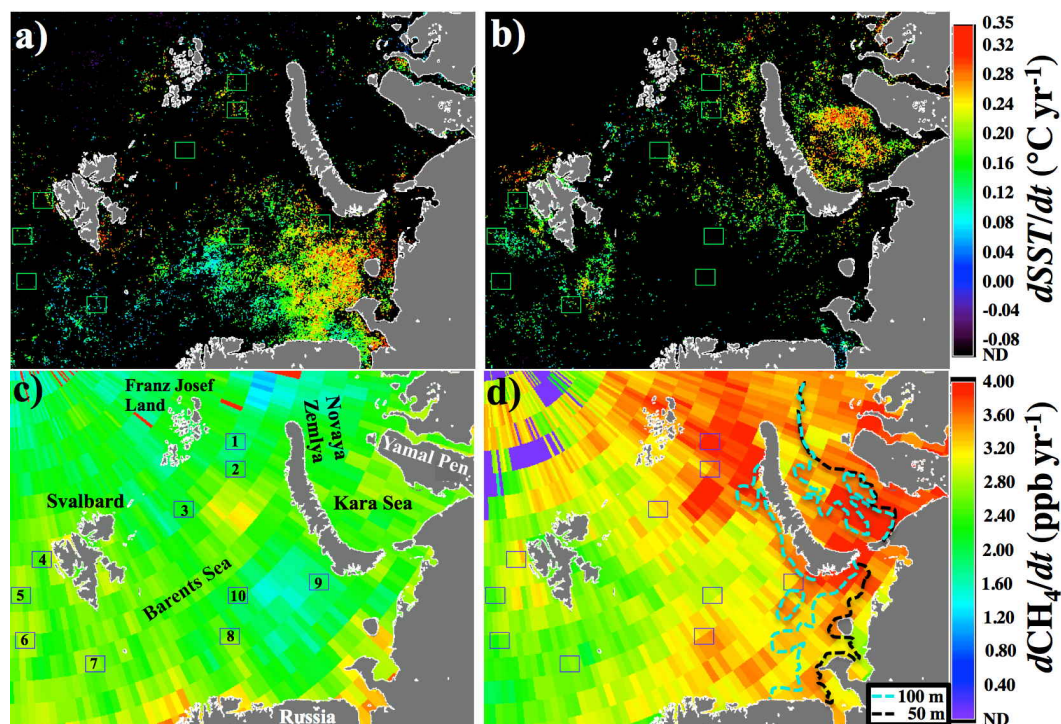 a)
b)
0.35
0.32
0.28
0.24
0.20
0.16
0.12
0.08
0.04
0.00
-0.04
-0.08
ND
dSST/dt (°C yr-1)
c)
Franz Josef
Land
Novaya
Zemlya
Yamal Pen.
Kara Sea
Svalbard
Barents Sea
Russia
1
2
3
4
5
6
7
8
9
10
d)
100 m
50 m
4.00
3.60
3.20
2.80
2.40
2.00
1.60
1.20
0.80
0.40
ND
dCH4/dt (ppb yr-1)